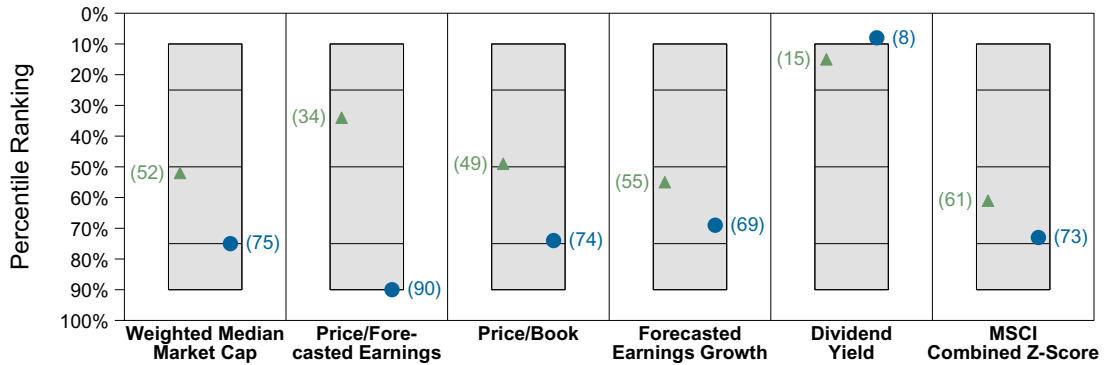 Percentile Ranking
0%
10%
20%
30%
40%
50%
60%
70%
80%
90%
100%
(52)
(75)
(34)
(90)
(49)
(74)
(55)
(69)
(15)
(8)
(61)
(73)
Weighted Median
Market Cap
Price/Fore-
casted Earnings
Price/Book
Forecasted
Earnings Growth
Dividend
Yield
MSCI
Combined Z-Score